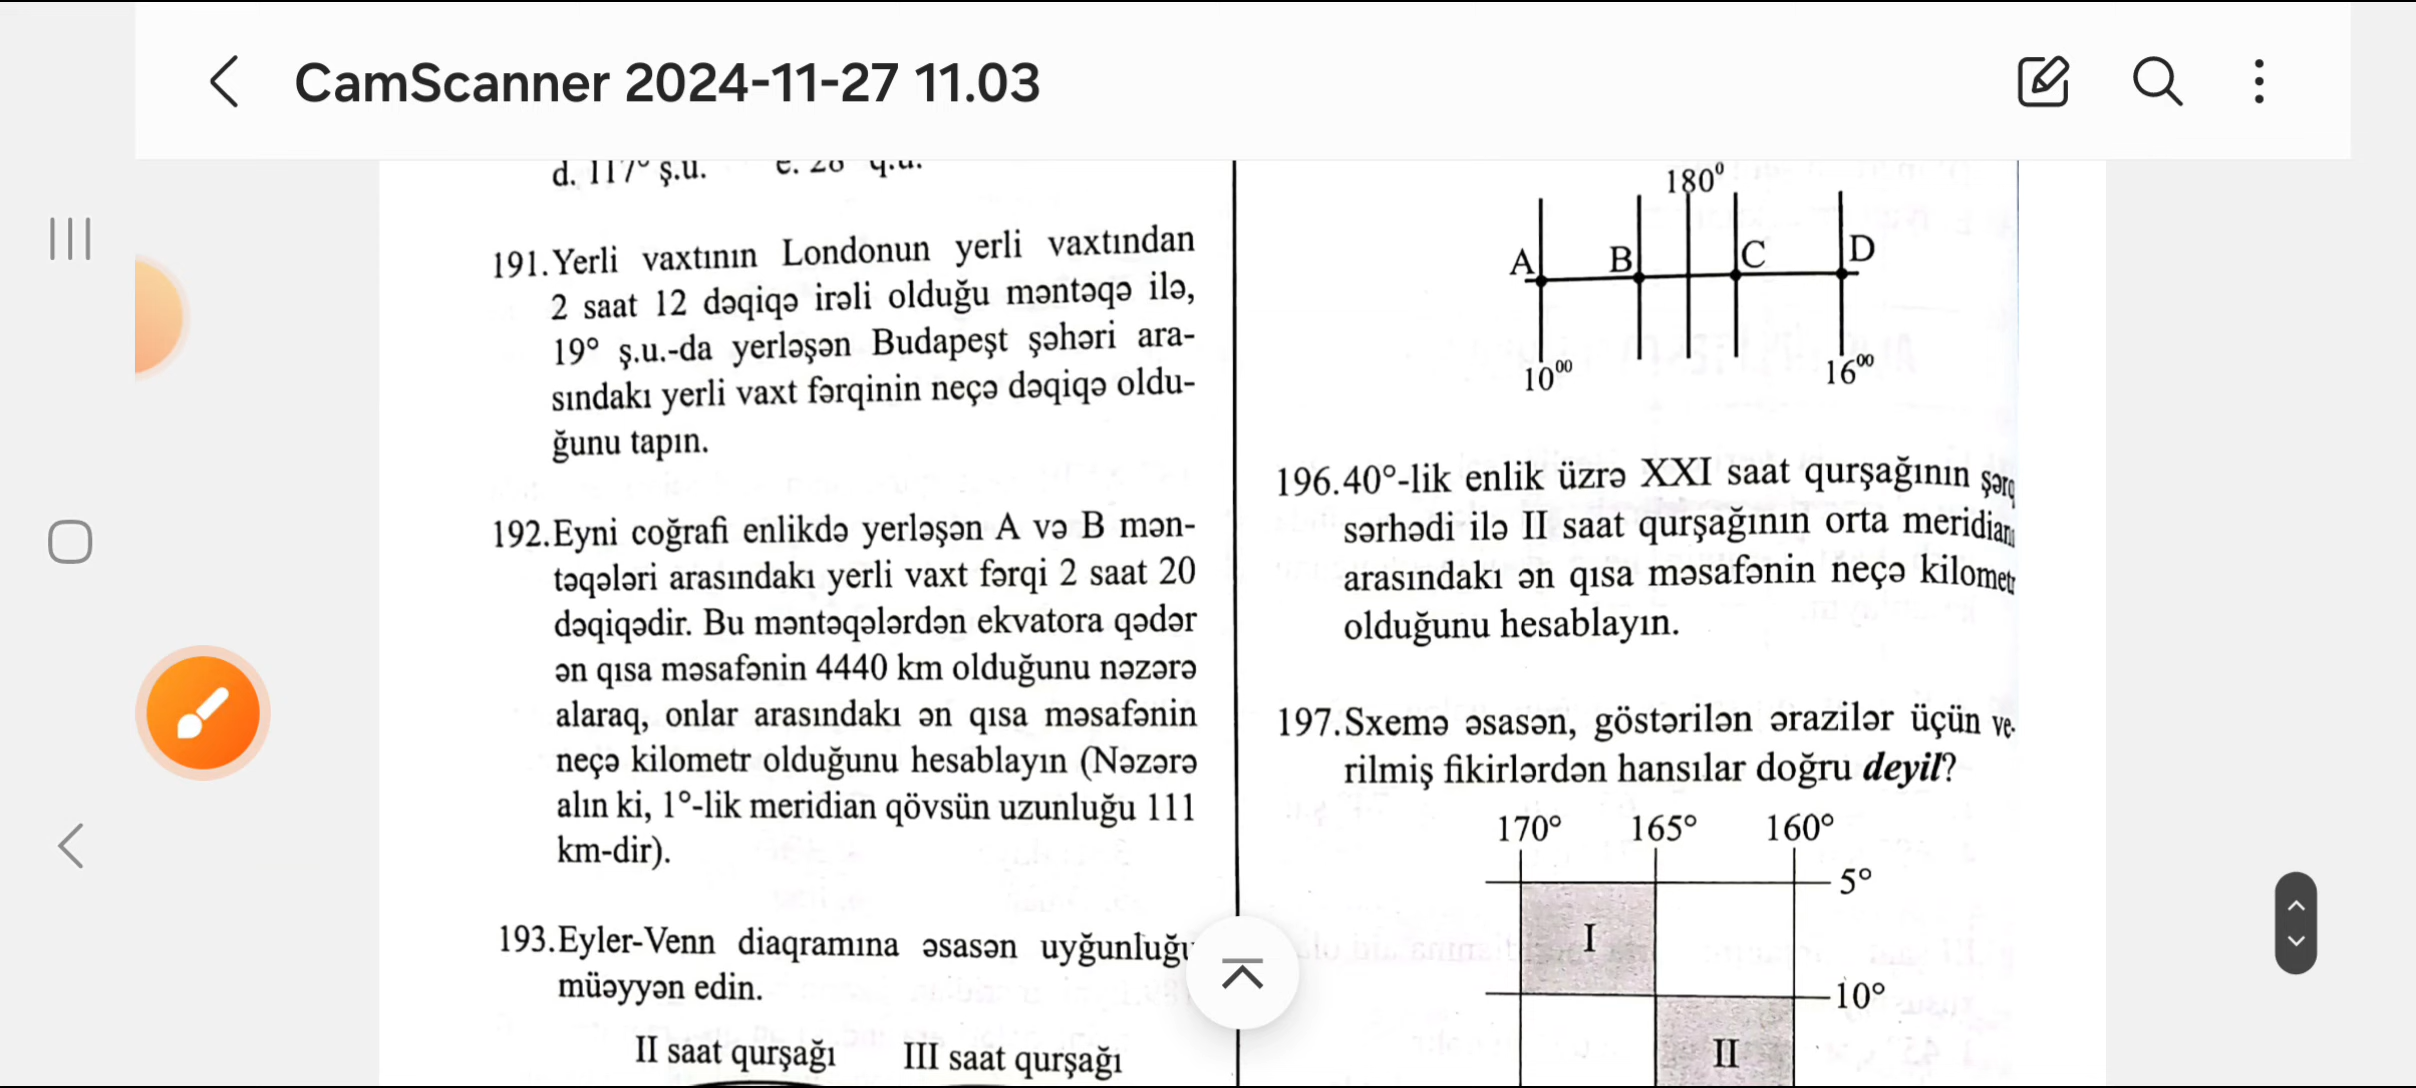 CamScanner 2024-11-27 11.03
d. 117° ş.u.
191. Yerli vaxtının Londonun yerli vaxtından
2 saat 12 dəqiqə irəli olduğu məntəqə ilə,
19° ş.u.-da yerləşən Budapeşt şəhəri ara-
sındakı yerli vaxt fərqinin neçə dəqiqə oldu-
ğunu tapın.
192. Eyni coğrafi enlikdə yerləşən A və B mən-
təqələri arasındakı yerli vaxt fərqi 2 saat 20
dəqiqədir. Bu məntəqələrdən ekvatora qədər
ən qısa məsafənin 4440 km olduğunu nəzərə
alaraq, onlar arasındakı ən qısa məsafənin
neçə kilometr olduğunu hesablayın (Nəzərə
alın ki, 1°-lik meridian qövsün uzunluğu 111
km-dir).
193. Eyler-Venn diaqramına əsasən uyğunluğu
müəyyən edin.
II saat qurşağı III saat qurşağı
180°
A B C D
10⁰⁰ 16⁰⁰
196. 40°-lik enlik üzrə XXI saat qurşağının şərq
sərhədi ilə II saat qurşağının orta meridianı
arasındakı ən qısa məsafənin neçə kilometr
olduğunu hesablayın.
197. Sxemə əsasən, göstərilən ərazilər üçün ve-
rilmiş fikirlərdən hansılar doğru deyil?
170° 165° 160°
5°
I
10°
II